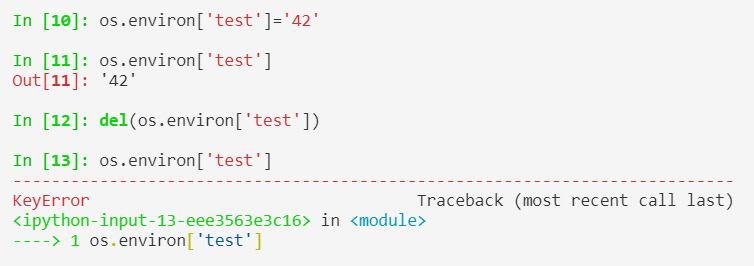 In [10]: os.environ['test']='42'
In [11]: os.environ['test']
Out[11]: '42'
In [12]: del(os.environ['test'])
In [13]: os.environ['test']
---------------------------------------------------------------------------
KeyError                                  Traceback (most recent call last)
<ipython-input-13-eee3563e3c16> in <module>
----> 1 os.environ['test']